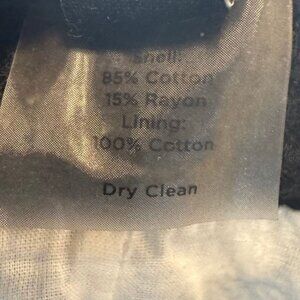 Shell:
85% Cotton
15% Rayon
Lining:
100% Cotton
Dry Clean